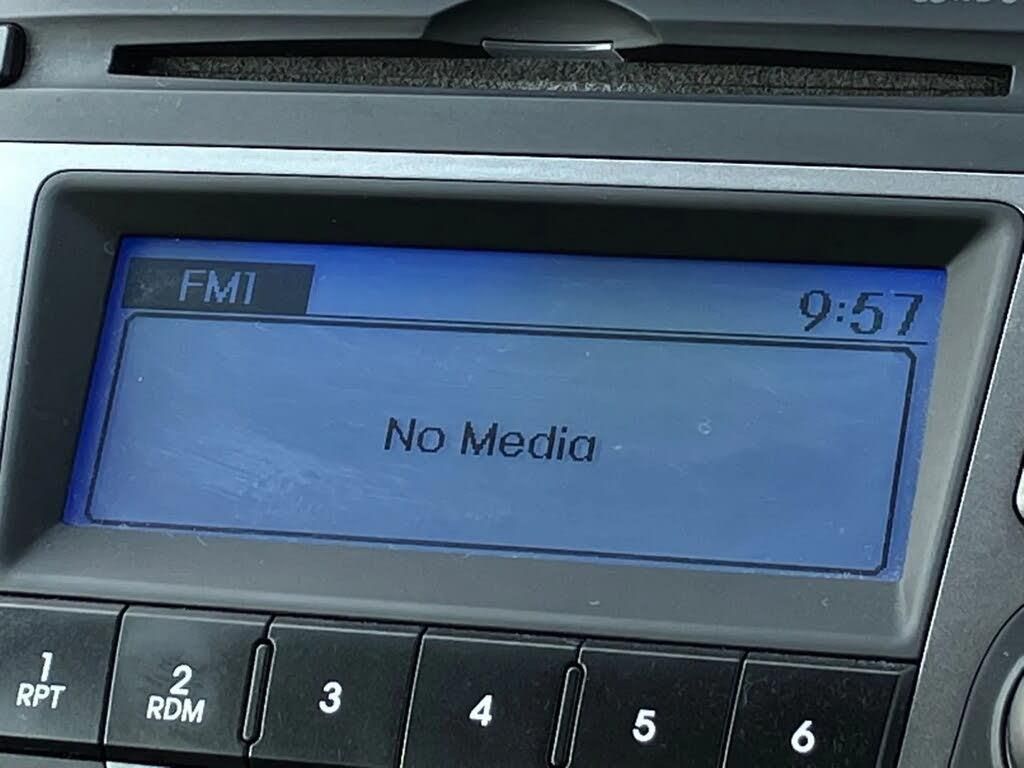 FM1
9:57
No Media
1 2 3 4 5 6
RPT RDM